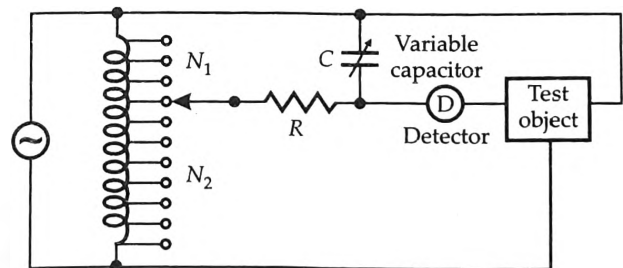 N₁
C
Variable
capacitor
D
Test
object
R
Detector
N₂